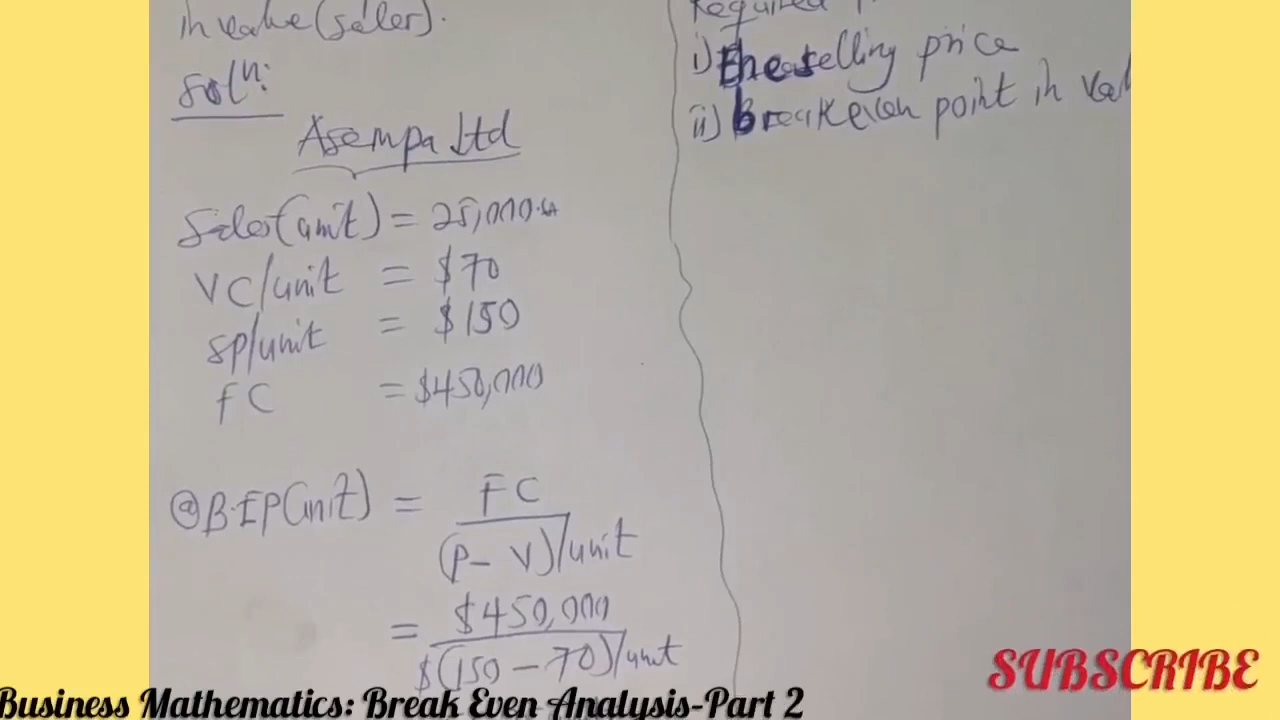 in value (sales).
Soln:
Asempa Ltd
Sales (unit) = 25,000
VC/unit = $70
SP/unit = $150
FC = $450,000
@ B.EP(unit) = FC
(P - V)/unit
= $450,000
$(150 - 70)/unit
Required
i) The selling price
ii) Break even point in val
SUBSCRIBE
Business Mathematics: Break Even Analysis-Part 2